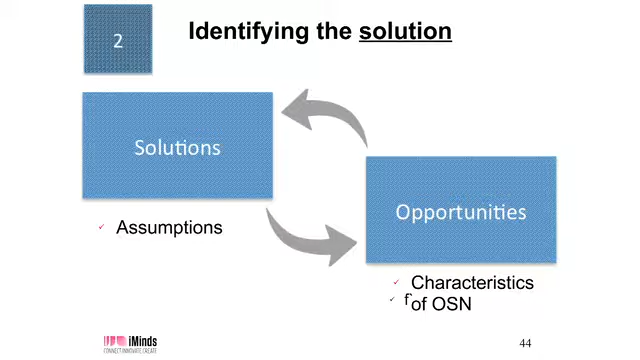 2
Identifying the solution
Solutions
Opportunities
Assumptions
Characteristics
of OSN
iMinds
CONNECT.INNOVATE.CREATE
44